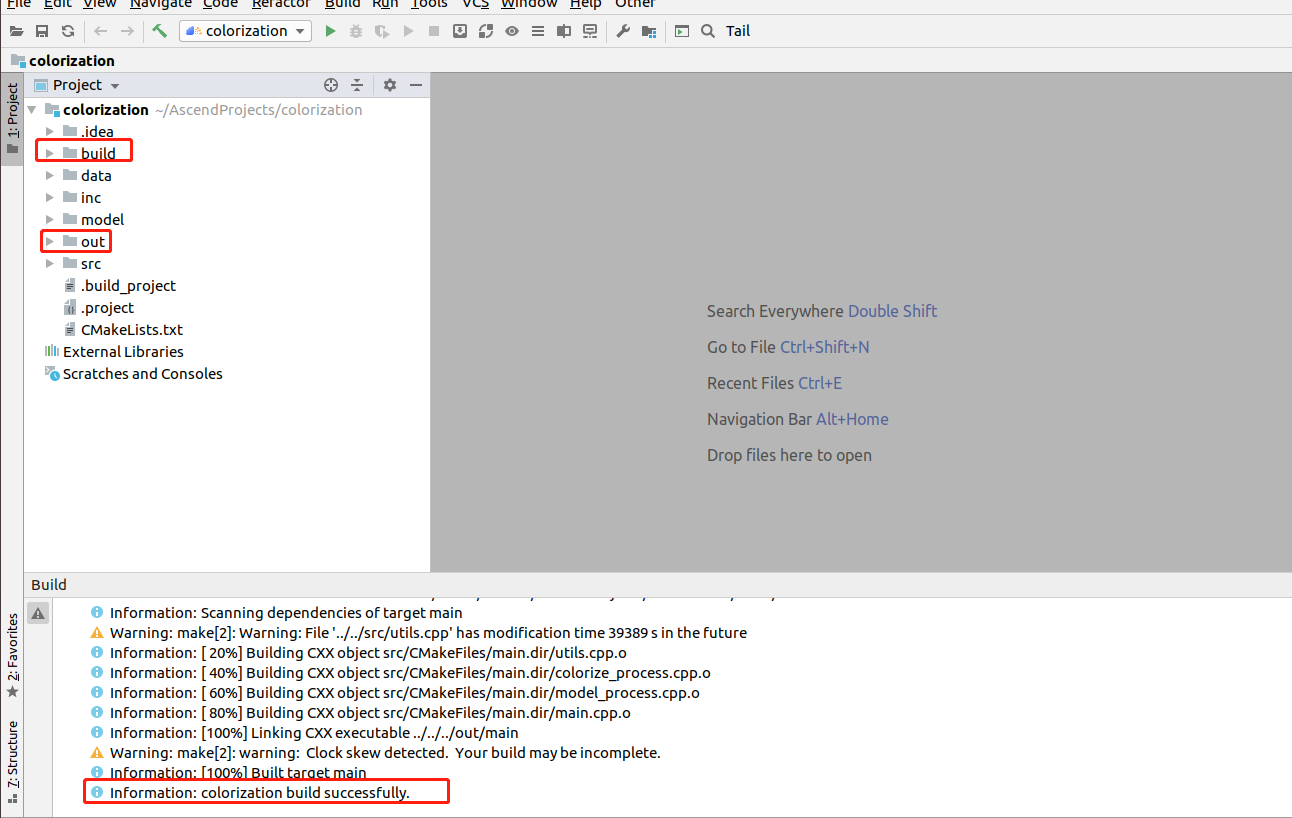 File Edit View Navigate Code Refactor Build Run Tools VCS Window Help Other
colorization Tail
colorization
1: Project
Project
colorization ~/AscendProjects/colorization
.idea
build
data
inc
model
out
src
.build_project
.project
CMakeLists.txt
External Libraries
Scratches and Consoles
Search Everywhere Double Shift
Go to File Ctrl+Shift+N
Recent Files Ctrl+E
Navigation Bar Alt+Home
Drop files here to open
2: Favorites
7: Structure
Build
Information: Scanning dependencies of target main
Warning: make[2]: Warning: File '../../src/utils.cpp' has modification time 39389 s in the future
Information: [ 20%] Building CXX object src/CMakeFiles/main.dir/utils.cpp.o
Information: [ 40%] Building CXX object src/CMakeFiles/main.dir/colorize_process.cpp.o
Information: [ 60%] Building CXX object src/CMakeFiles/main.dir/model_process.cpp.o
Information: [ 80%] Building CXX object src/CMakeFiles/main.dir/main.cpp.o
Information: [100%] Linking CXX executable ../../../out/main
Warning: make[2]: warning:  Clock skew detected.  Your build may be incomplete.
Information: [100%] Built target main
Information: colorization build successfully.